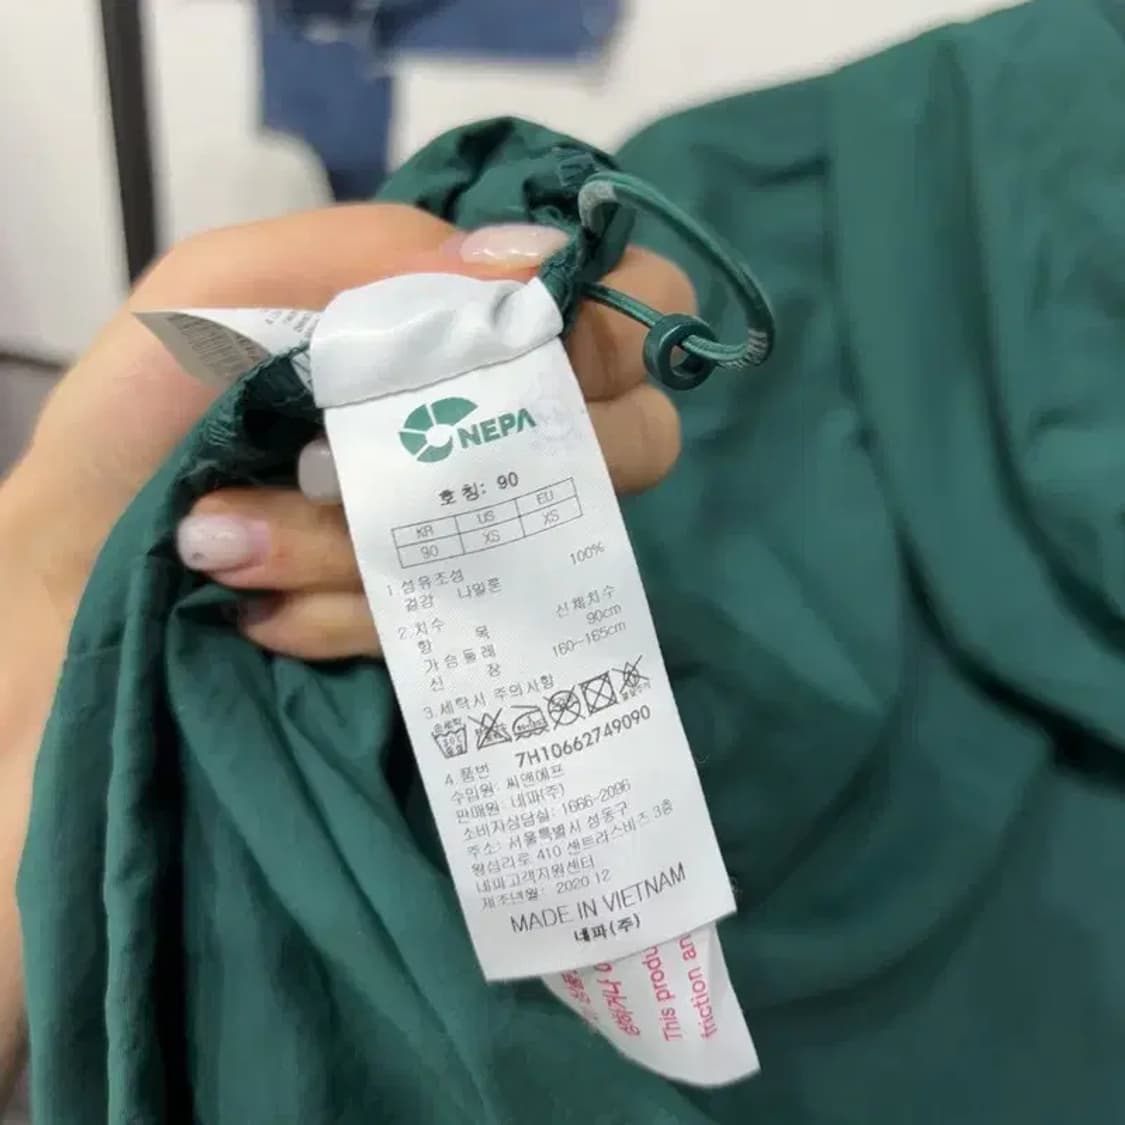 NEPA
호 칭: 90
KR US EU
90 XS XS
1.섬유조성
겉감 나일론 100%
2.치수
항 목 신체치수
가슴둘레 90cm
신 장 160~165cm
3.세탁시 주의사항
4.품번 7H10662749090
수입원: 씨앤에프
판매원: 네파(주)
소비자상담실: 1666-2096
주소: 서울특별시 성동구
왕십리로 410 센트라스비즈 3층
네파고객지원센터
제조년월: 2020 12
MADE IN VIETNAM
네파(주)
This produ
friction an